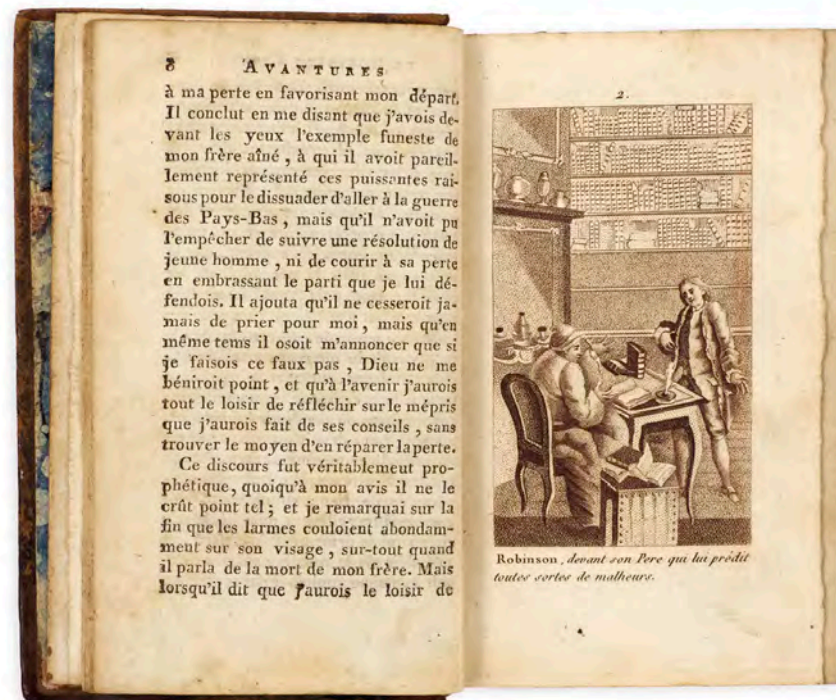 8 AVANTURES
à ma perte en favorisant mon départ.
Il conclut en me disant que j'avois de-
vant les yeux l'exemple funeste de
mon frère aîné , à qui il avoit pareil-
lement représenté ces puissantes rai-
sous pour le dissuader d'aller à la guerre
des Pays-Bas , mais qu'il n'avoit pu
l'empêcher de suivre une résolution de
jeune homme , ni de courir à sa perte
en embrassant le parti que je lui dé-
fendois. Il ajouta qu'il ne cesseroit ja-
mais de prier pour moi , mais qu'en
même tems il osoit m'annoncer que si
je faisois ce faux pas , Dieu ne me
béniroit point , et qu'à l'avenir j'aurois
tout le loisir de réfléchir sur le mépris
que j'aurois fait de ses conseils , sans
trouver le moyen d'en réparer la perte.
Ce discours fut véritablemeut pro-
phétique, quoiqu'à mon avis il ne le
crût point tel ; et je remarquai sur la
fin que les larmes couloient abondam-
ment sur son visage , sur-tout quand
il parla de la mort de mon frère. Mais
lorsqu'il dit que j'aurois le loisir de
2.
Robinson, devant son Pere qui lui prédit
toutes sortes de malheurs.